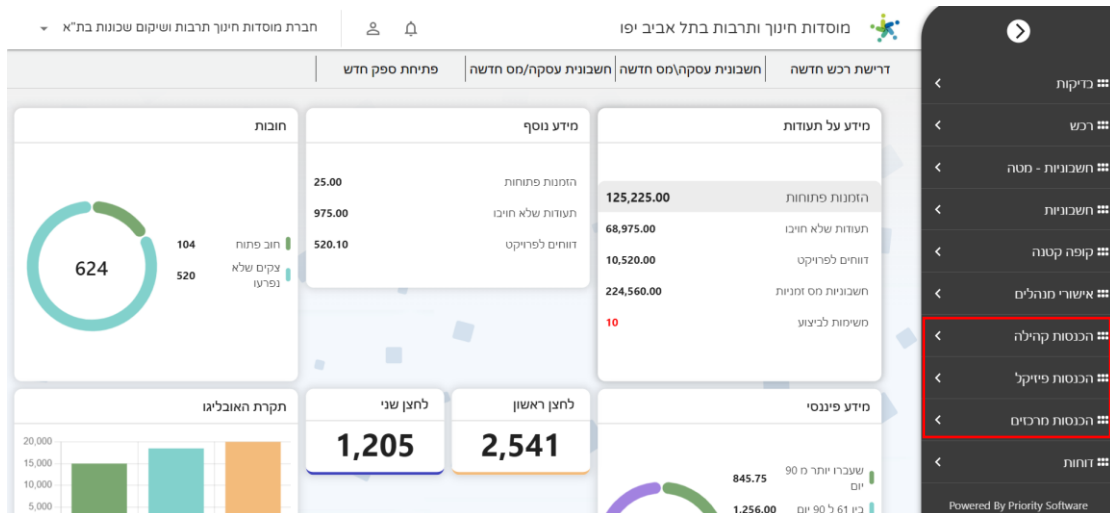 מוסדות חינוך ותרבות בתל אביב יפו
חברת מוסדות חינוך תרבות ושיקום שכונות בת"א
דרישת רכש חדשה
חשבונית עסקה\מס חדשה
חשבונית עסקה/מס חדשה
פתיחת ספק חדש
בדיקות
רכש
חשבוניות - מטה
חשבוניות
קופה קטנה
אישורי מנהלים
הכנסות קהילה
הכנסות פיזיקל
הכנסות מרכזים
דוחות
Powered By Priority Software
מידע על תעודות
הזמנות פתוחות 125,225.00
תעודות שלא חויבו 68,975.00
דווחים לפרויקט 10,520.00
חשבוניות מס זמניות 224,560.00
משימות לביצוע 10
מידע נוסף
הזמנות פתוחות 25.00
תעודות שלא חויבו 975.00
דווחים לפרויקט 520.10
חובות
חוב פתוח 104
צקים שלא
נפרעו 520
624
מידע פיננסי
שעברו יותר מ 90
יום 845.75
בין 61 ל 90 יום 1,256.00
לחצן ראשון
2,541
לחצן שני
1,205
תקרת האובליגו
20,000
15,000
10,000
5,000